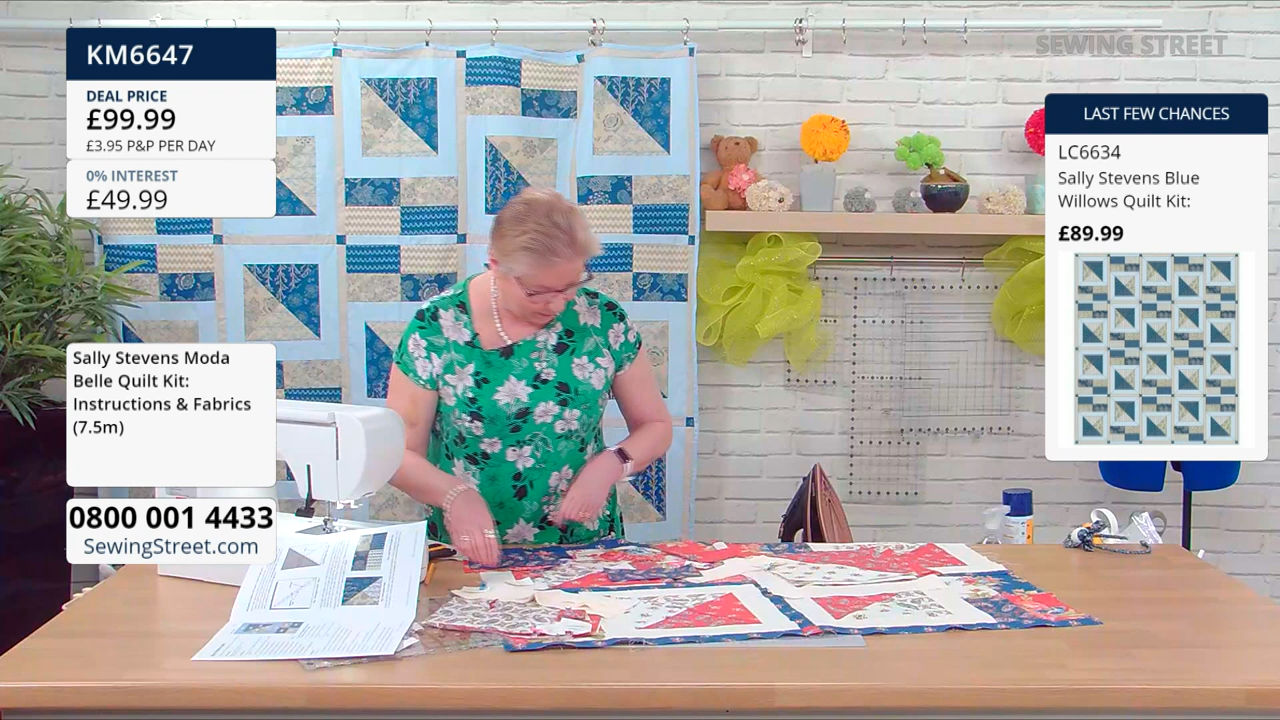 KM6647
DEAL PRICE
£99.99
£3.95 P&P PER DAY
0% INTEREST
£49.99
Sally Stevens Moda
Belle Quilt Kit:
Instructions & Fabrics
(7.5m)
0800 001 4433
SewingStreet.com
SEWING STREET
LAST FEW CHANCES
LC6634
Sally Stevens Blue
Willows Quilt Kit:
£89.99